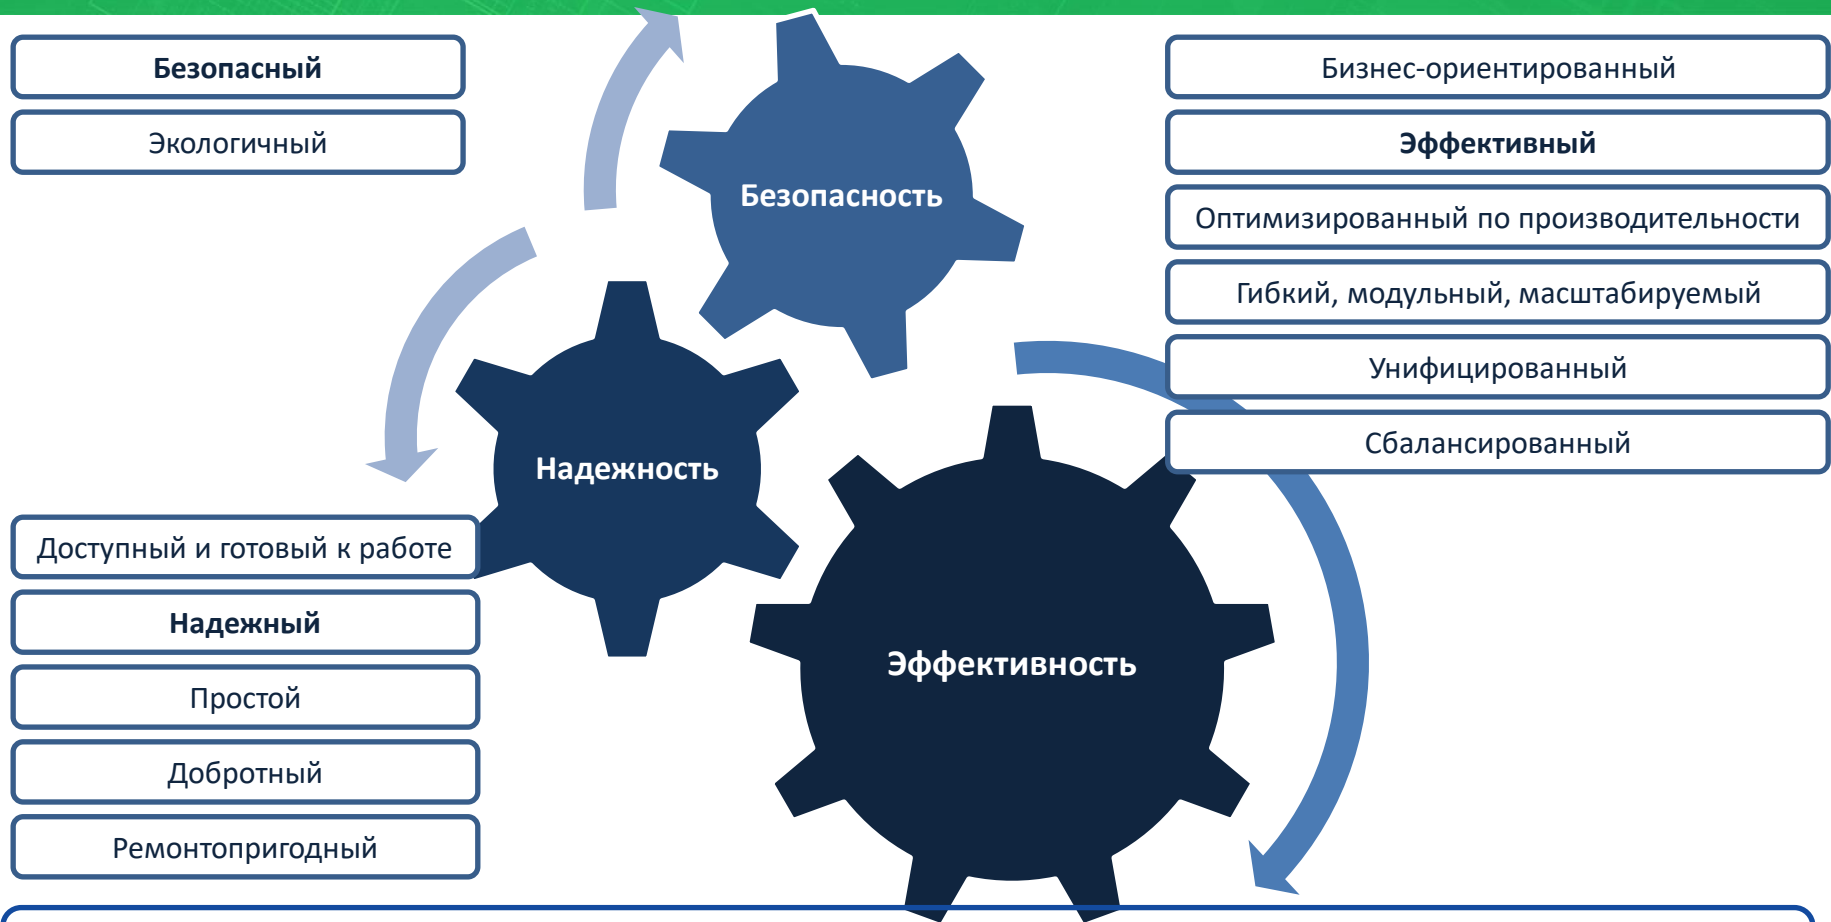 Безопасный
Экологичный
Безопасность
Бизнес-ориентированный
Эффективный
Оптимизированный по производительности
Гибкий, модульный, масштабируемый
Унифицированный
Сбалансированный
Надежность
Доступный и готовый к работе
Надежный
Простой
Добротный
Ремонтопригодный
Эффективность